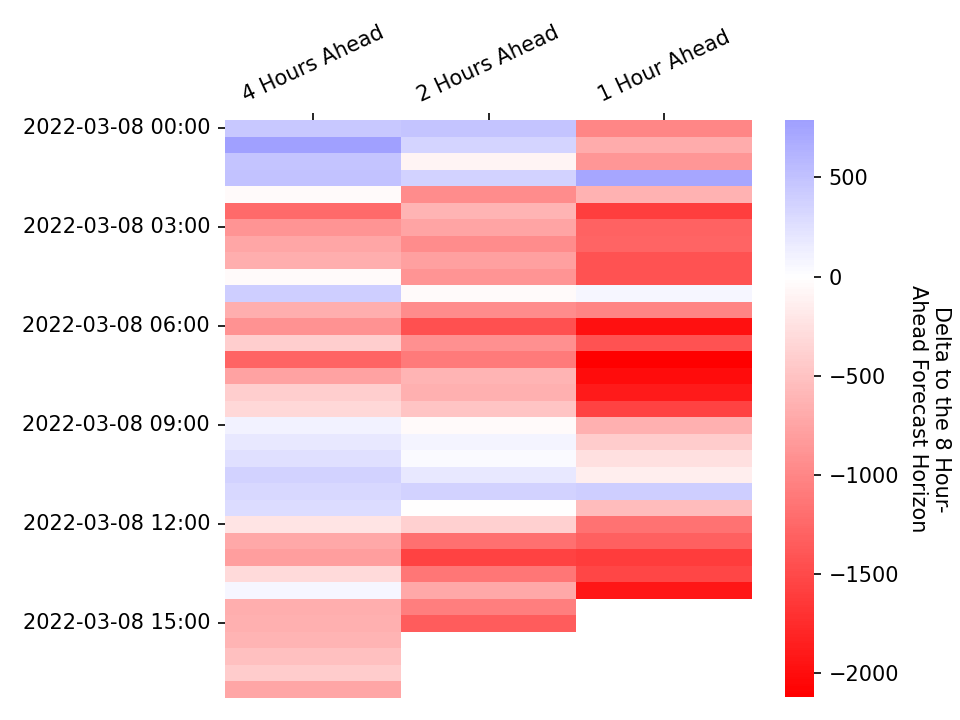 4 Hours Ahead
2 Hours Ahead
1 Hour Ahead
2022-03-08 00:00
2022-03-08 03:00
2022-03-08 06:00
2022-03-08 09:00
2022-03-08 12:00
2022-03-08 15:00
500
0
−500
−1000
−1500
−2000
Delta to the 8 Hour-
Ahead Forecast Horizon